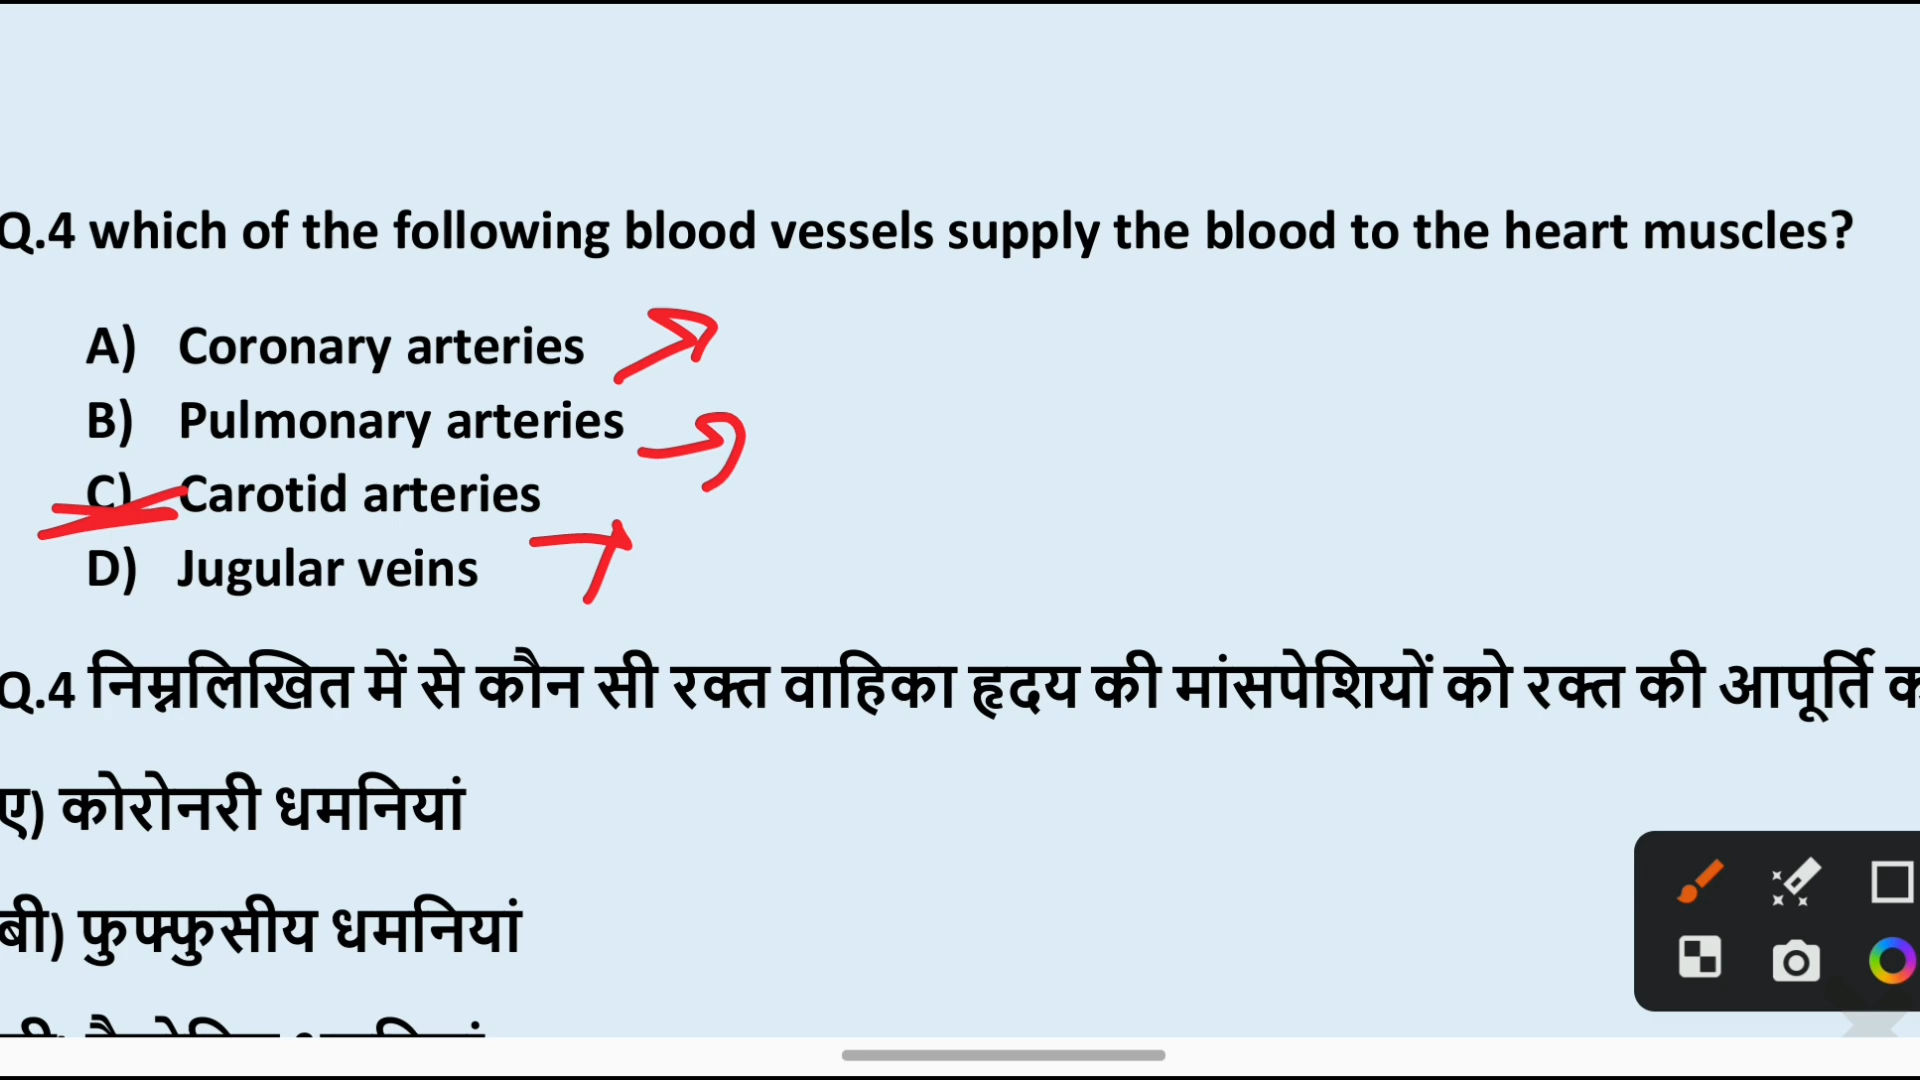 Q.4 which of the following blood vessels supply the blood to the heart muscles?
A) Coronary arteries
B) Pulmonary arteries
C) Carotid arteries
D) Jugular veins
Q.4 निम्नलिखित में से कौन सी रक्त वाहिका हृदय की मांसपेशियों को रक्त की आपूर्ति
ए) कोरोनरी धमनियां
बी) फुफ्फुसीय धमनियां